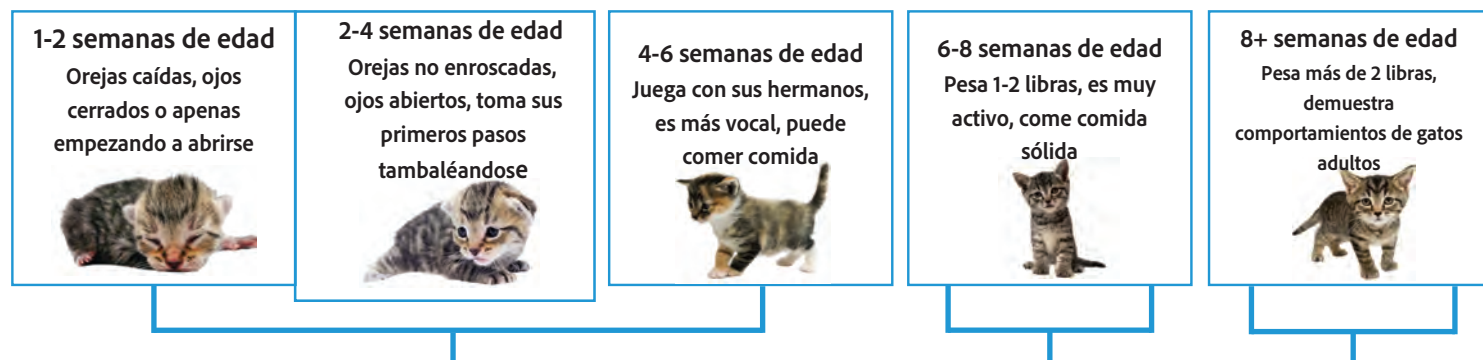 1-2 semanas de edad
Orejas caídas, ojos
cerrados o apenas
empezando a abrirse
2-4 semanas de edad
Orejas no enroscadas,
ojos abiertos, toma sus
primeros pasos
tambaléandose
4-6 semanas de edad
Juega con sus hermanos,
es más vocal, puede
comer comida
6-8 semanas de edad
Pesa 1-2 libras, es muy
activo, come comida
sólida
8+ semanas de edad
Pesa más de 2 libras,
demuestra
comportamientos de gatos
adultos